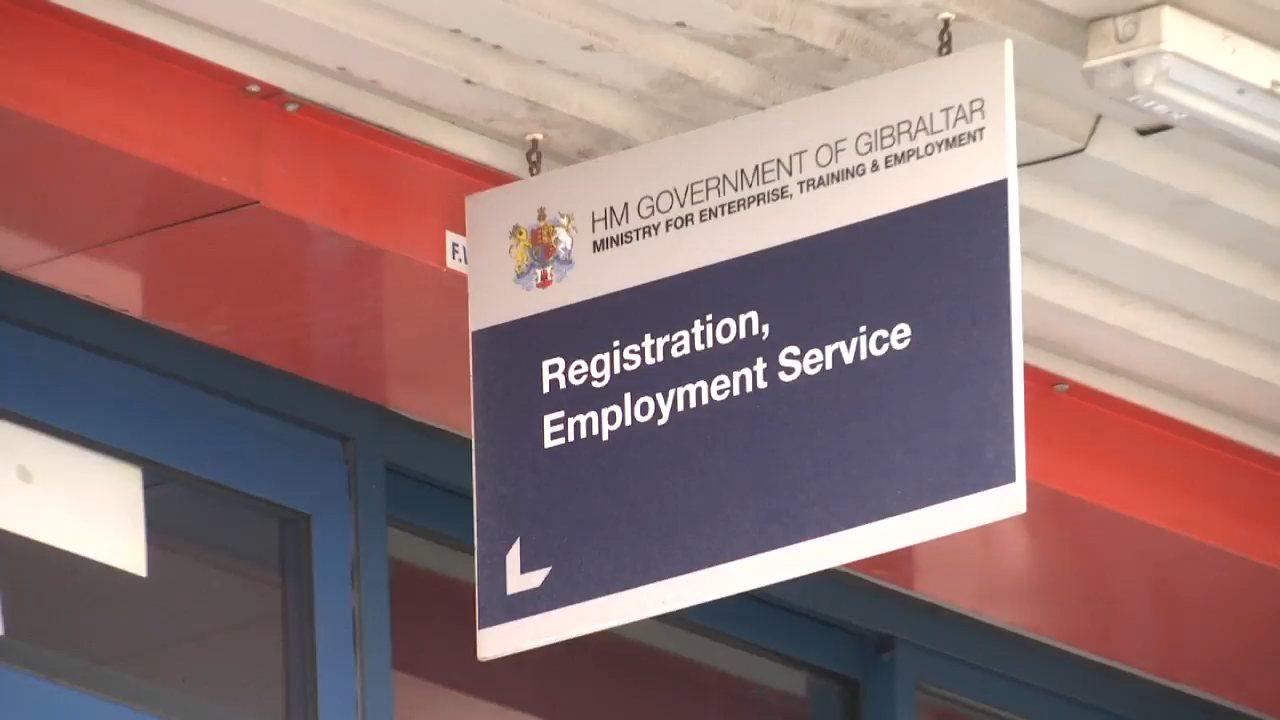 HM GOVERNMENT OF GIBRALTAR
MINISTRY FOR ENTERPRISE, TRAINING & EMPLOYMENT
Registration,
Employment Service